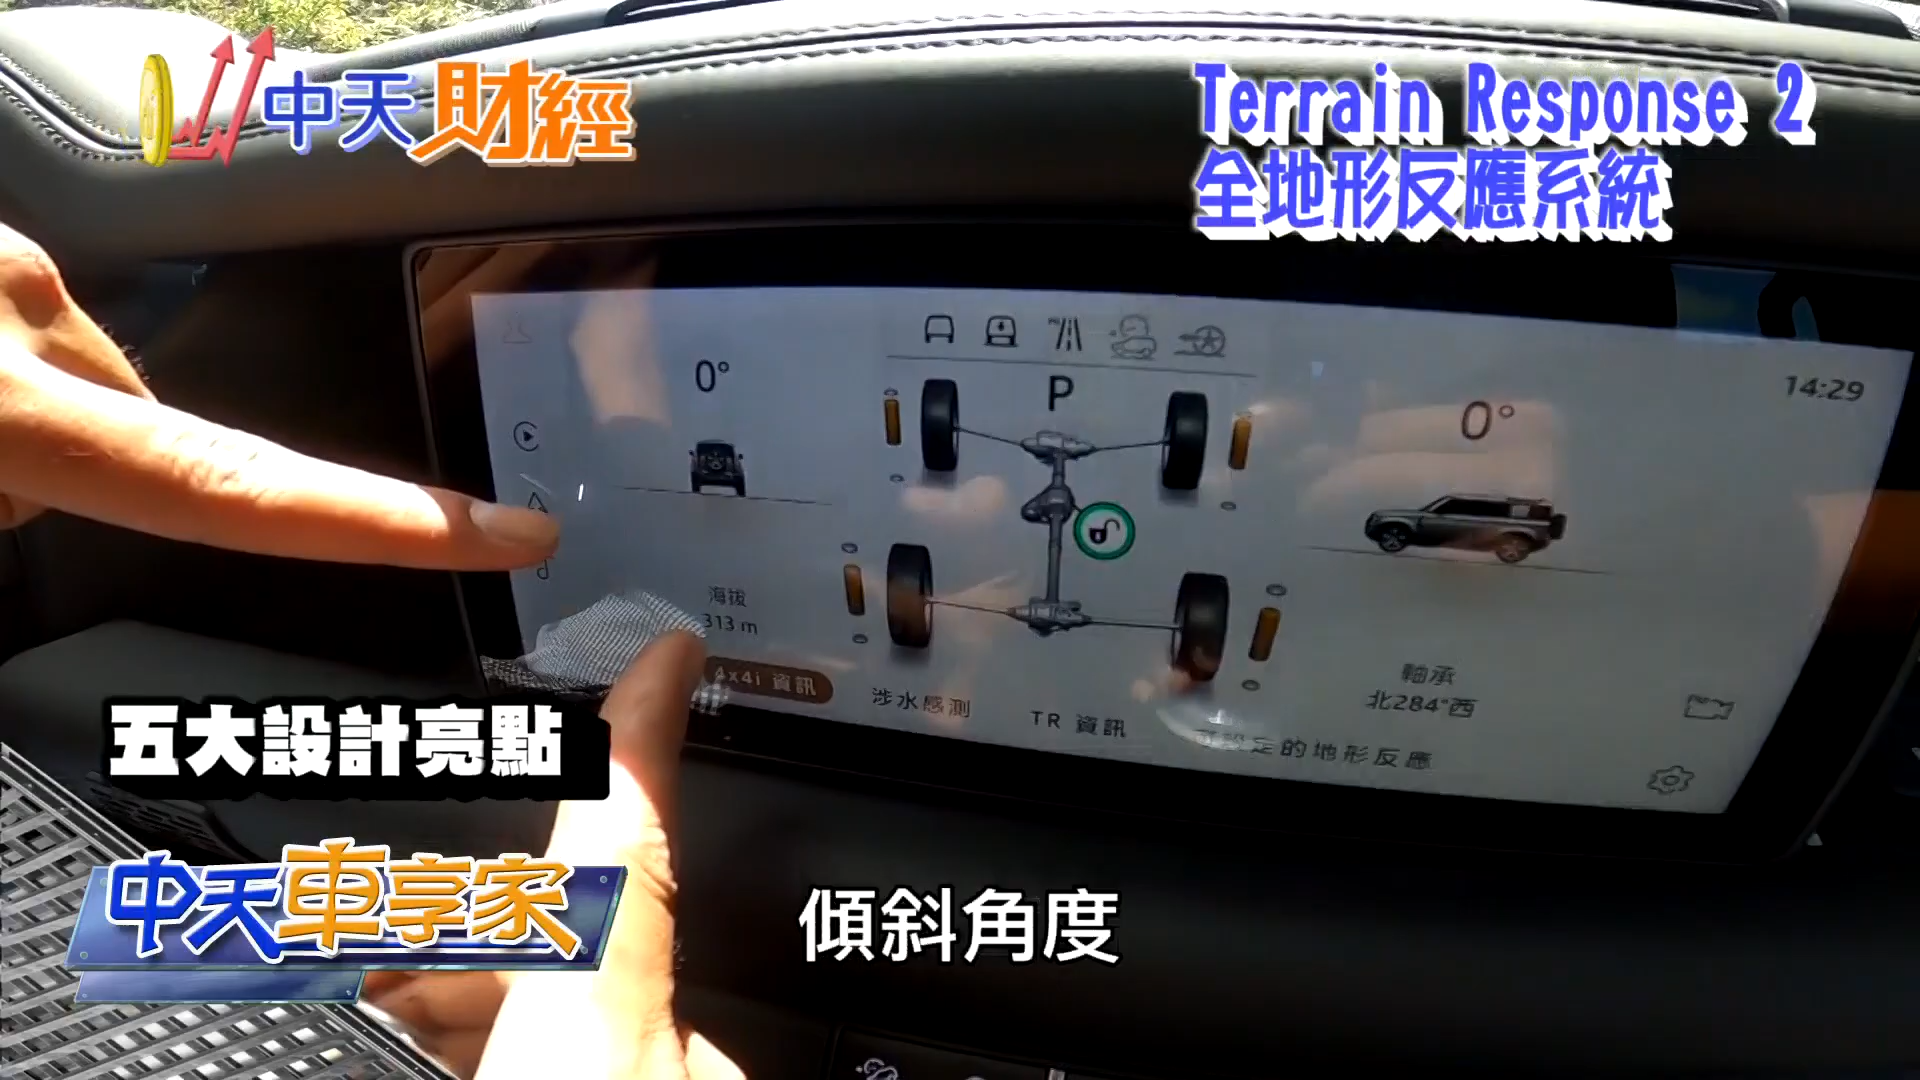 中天財經
Terrain Response 2
全地形反應系統
14:29
0°
P
0°
海拔
313 m
軸承
北284°西
4x4i 資訊
涉水感測
TR 資訊
設定的地形反應
五大設計亮點
中天車享家
傾斜角度